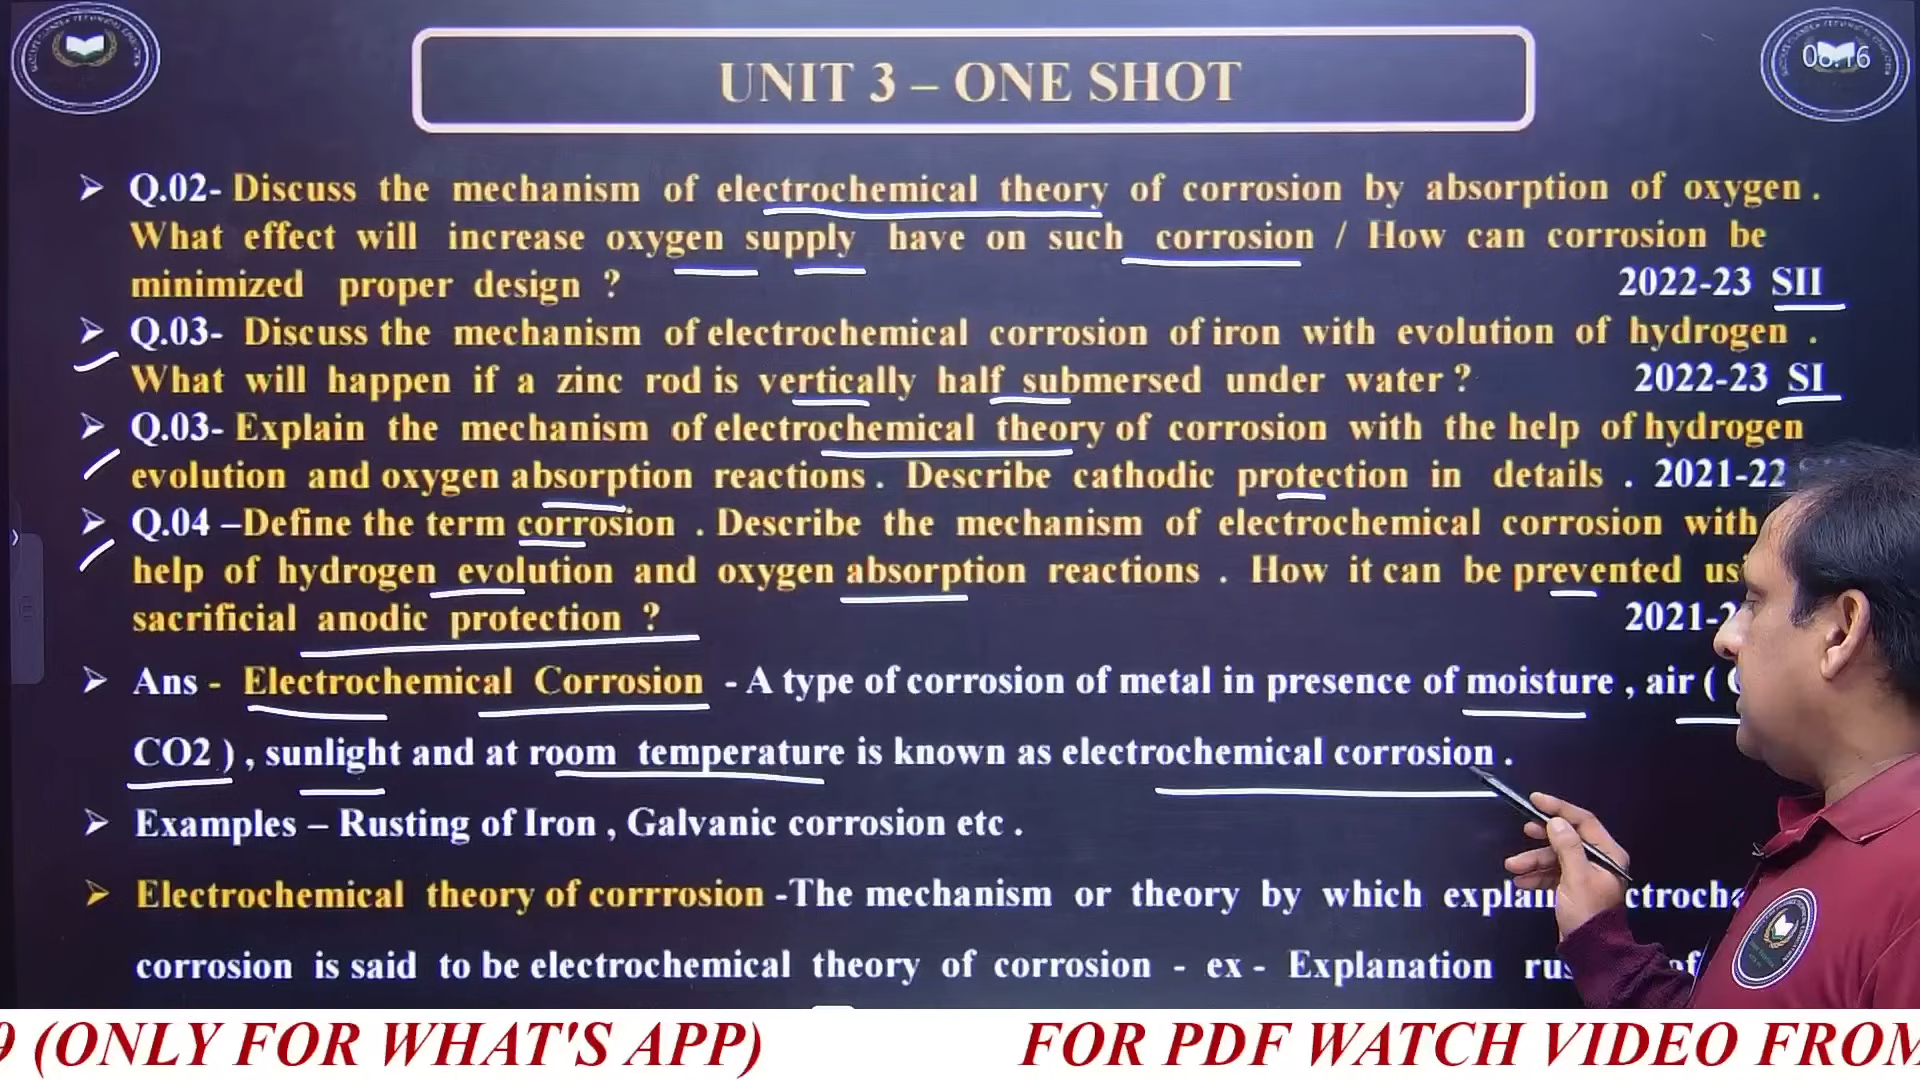 08:16
UNIT 3 – ONE SHOT
Q.02- Discuss the mechanism of electrochemical theory of corrosion by absorption of oxygen .
What effect will increase oxygen supply have on such corrosion / How can corrosion be
minimized proper design ? 2022-23 SII
Q.03- Discuss the mechanism of electrochemical corrosion of iron with evolution of hydrogen .
What will happen if a zinc rod is vertically half submersed under water ? 2022-23 SI
Q.03- Explain the mechanism of electrochemical theory of corrosion with the help of hydrogen
evolution and oxygen absorption reactions . Describe cathodic protection in details . 2021-22
Q.04 –Define the term corrosion . Describe the mechanism of electrochemical corrosion with
help of hydrogen evolution and oxygen absorption reactions . How it can be prevented
sacrificial anodic protection ?
Ans - Electrochemical Corrosion - A type of corrosion of metal in presence of moisture , air (
CO2 ) , sunlight and at room temperature is known as electrochemical corrosion .
Examples – Rusting of Iron , Galvanic corrosion etc .
Electrochemical theory of corrrosion -The mechanism or theory by which
corrosion is said to be electrochemical theory of corrosion - ex - Explanation
9 (ONLY FOR WHAT'S APP) FOR PDF WATCH VIDEO FROM